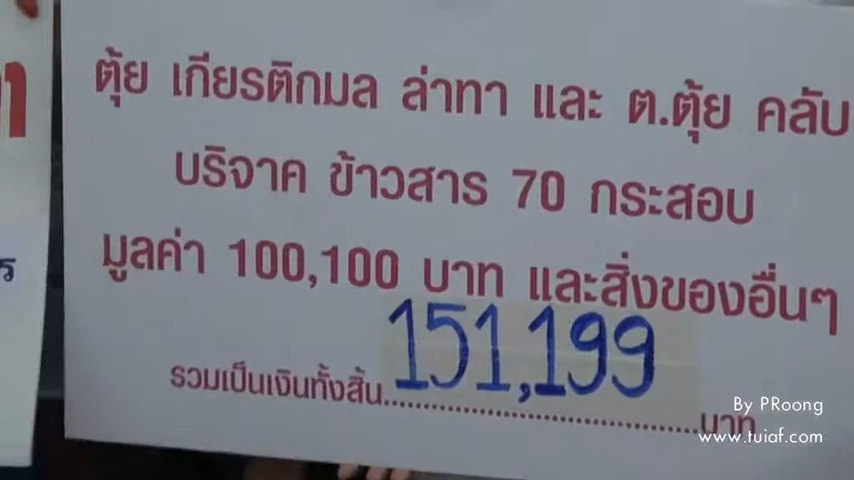 ตุ้ย เกียรติกมล ล่าทา และ ต.ตุ้ย คลับ
บริจาค ข้าวสาร 70 กระสอบ
มูลค่า 100,100 บาท และสิ่งของอื่นๆ
รวมเป็นเงินทั้งสิ้น..........151,199..........บาท
By PRoong
www.tuiaf.com